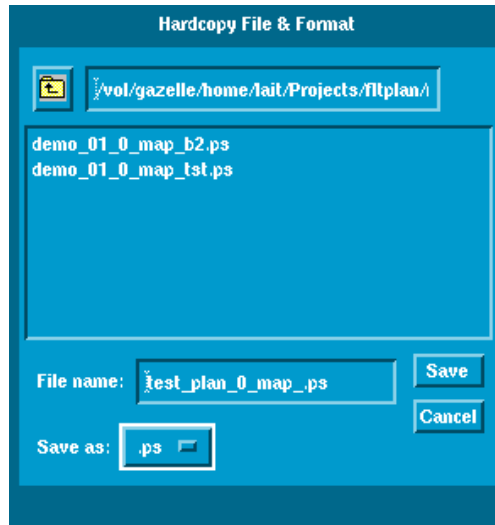 Hardcopy File & Format
/vol/gazelle/home/lait/Projects/fltplan/
demo_01_0_map_b2.ps
demo_01_0_map_tst.ps
File name: test_plan_0_map_.ps
Save
Cancel
Save as: .ps